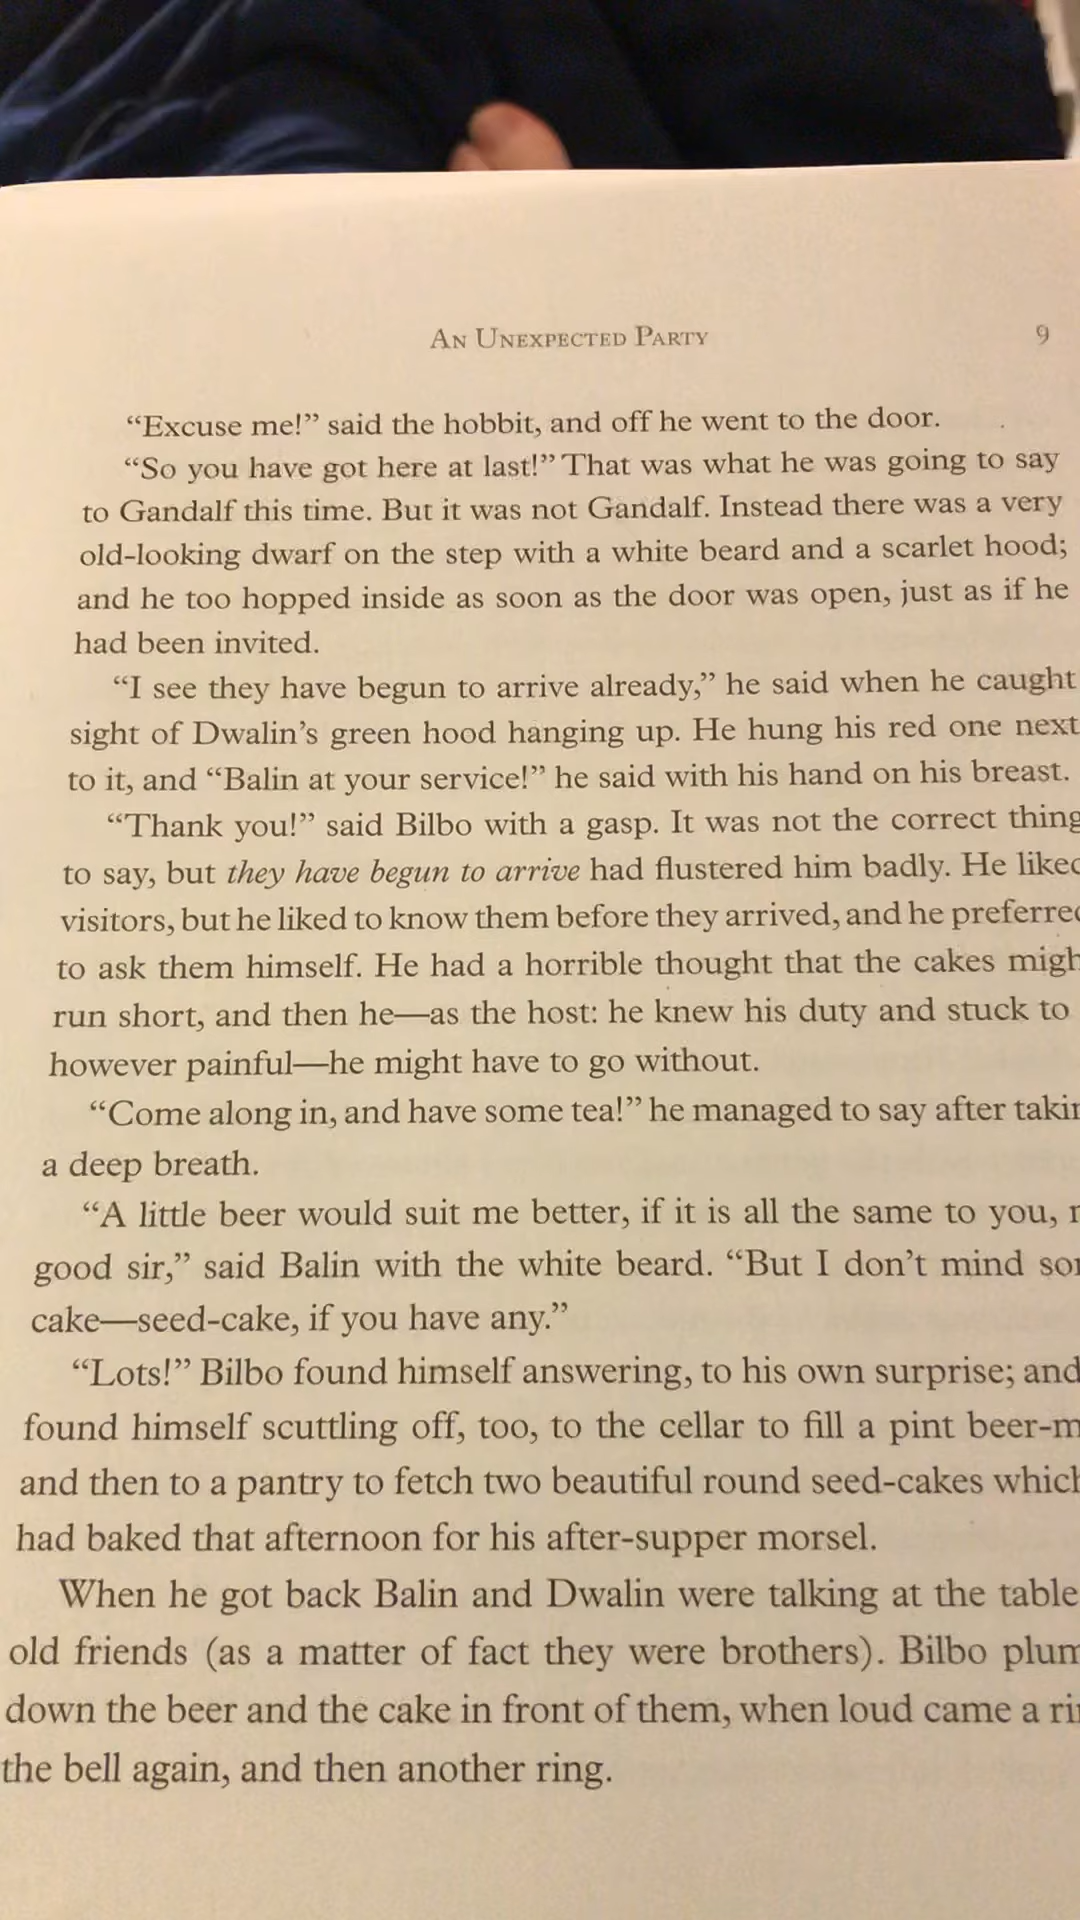 AN UNEXPECTED PARTY 9
“Excuse me!” said the hobbit, and off he went to the door.
“So you have got here at last!” That was what he was going to say
to Gandalf this time. But it was not Gandalf. Instead there was a very
old-looking dwarf on the step with a white beard and a scarlet hood;
and he too hopped inside as soon as the door was open, just as if he
had been invited.
“I see they have begun to arrive already,” he said when he caught
sight of Dwalin’s green hood hanging up. He hung his red one next
to it, and “Balin at your service!” he said with his hand on his breast.
“Thank you!” said Bilbo with a gasp. It was not the correct thing
to say, but they have begun to arrive had flustered him badly. He
visitors, but he liked to know them before they arrived, and he
to ask them himself. He had a horrible thought that the cakes
run short, and then he—as the host: he knew his duty and stuck to
however painful—he might have to go without.
“Come along in, and have some tea!” he managed to say after
a deep breath.
“A little beer would suit me better, if it is all the same to you,
good sir,” said Balin with the white beard. “But I don’t mind
cake—seed-cake, if you have any.”
“Lots!” Bilbo found himself answering, to his own surprise; and
found himself scuttling off, too, to the cellar to fill a pint
and then to a pantry to fetch two beautiful round seed-cakes
had baked that afternoon for his after-supper morsel.
When he got back Balin and Dwalin were talking at the table
old friends (as a matter of fact they were brothers). Bilbo
down the beer and the cake in front of them, when loud came a
the bell again, and then another ring.